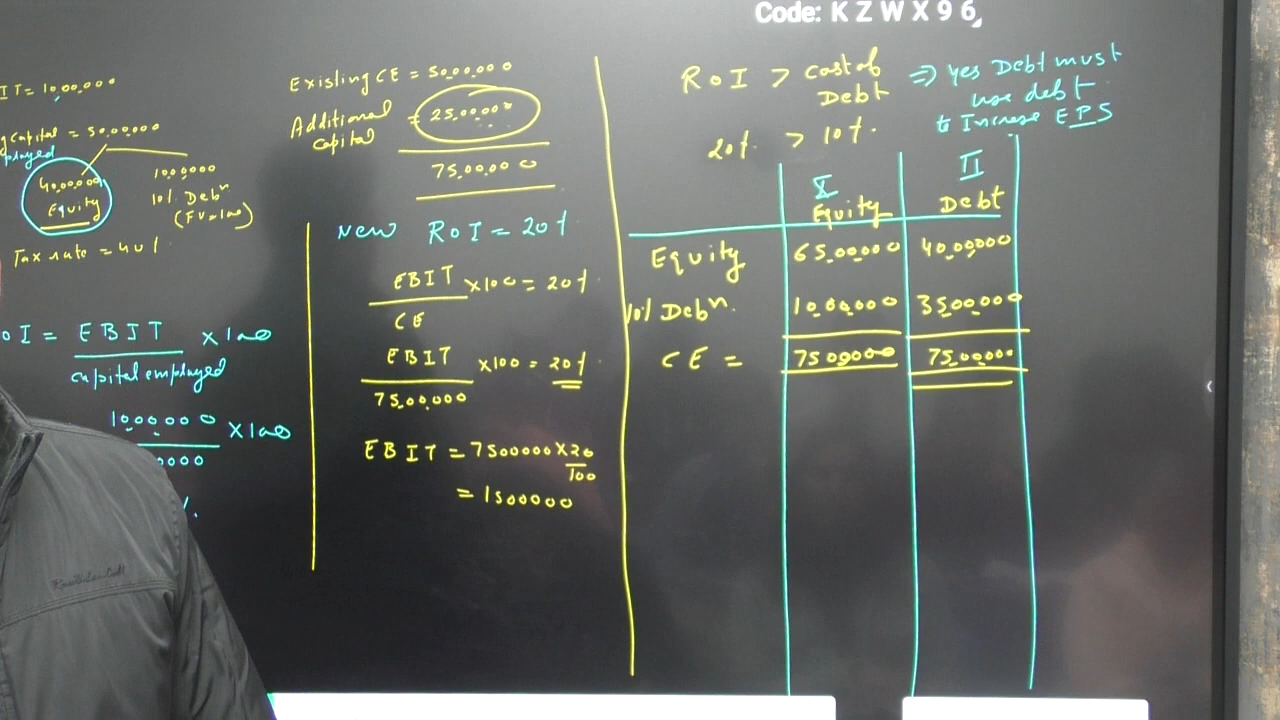 Code: K Z W X 9 6,
IT = 10,00,000
g Capital = 50,00,000
ployed
40,00,000
Equity
10,00,000
10% Debⁿ
(FV=100)
Tax rate = 40%
OI = EBIT × 100
capital employed
10,00,000 × 100
0000
%.
Existing CE = 50,00,000
Additional capital = 25,00,000
75,00,000
New ROI = 20%
EBIT × 100 = 20%
CE
EBIT × 100 = 20%
75,00,000
EBIT = 7500000 × 20
100
= 1500000
ROI > cost of Debt ⇒ yes Debt must
use debt
to Increase EPS
20% > 10%.
I II
Equity Debt
Equity 65,00,000 40,00,000
10% Debⁿ. 10,00,000 35,00,000
CE = 7500000 75,00,000